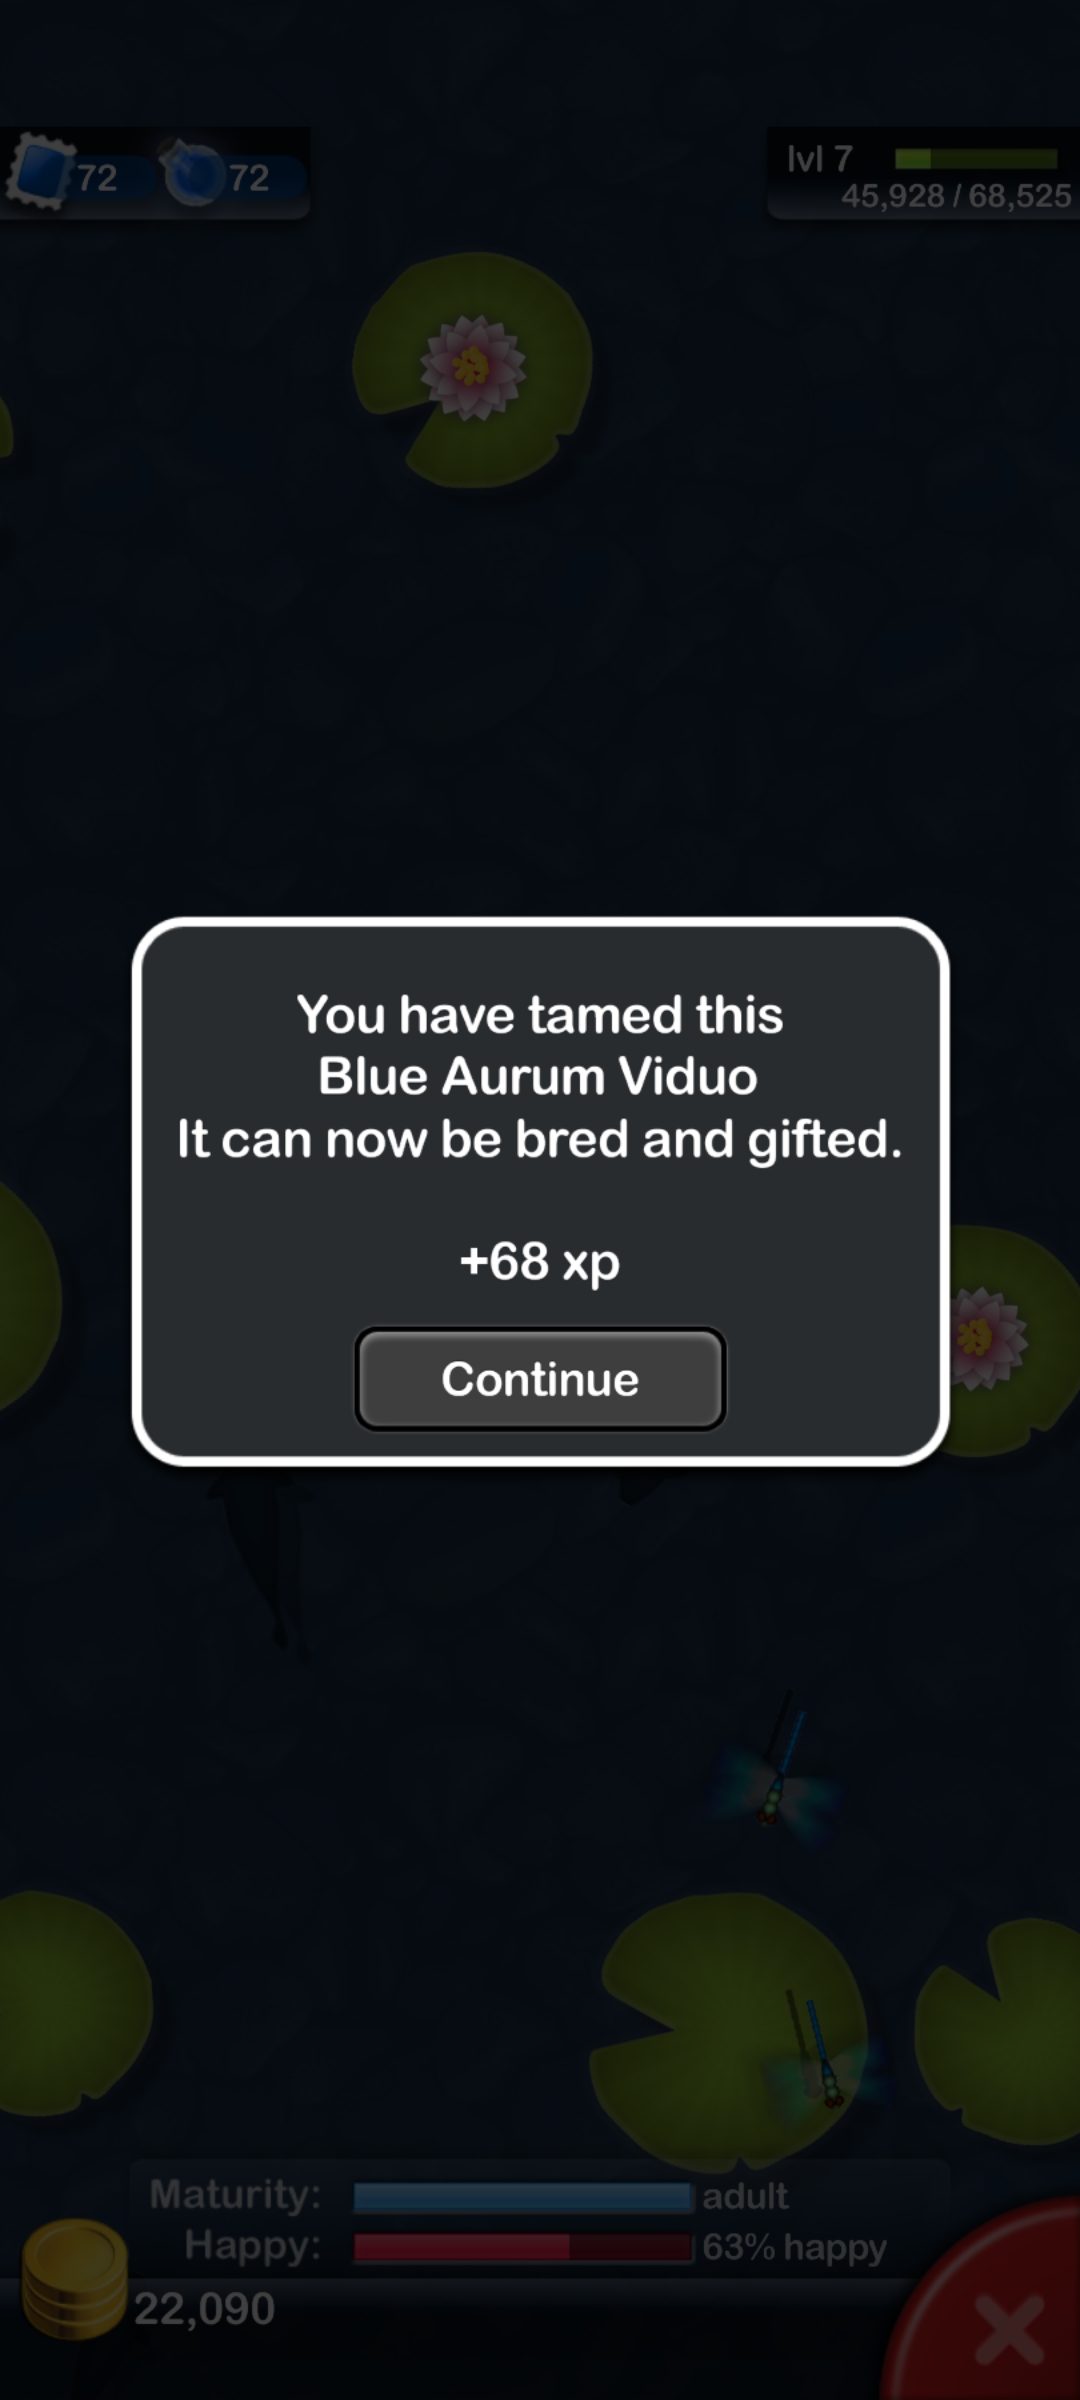 72 72
lvl 7
45,928 / 68,525
You have tamed this
Blue Aurum Viduo
It can now be bred and gifted.
+68 xp
Continue
Maturity: adult
Happy: 63% happy
22,090